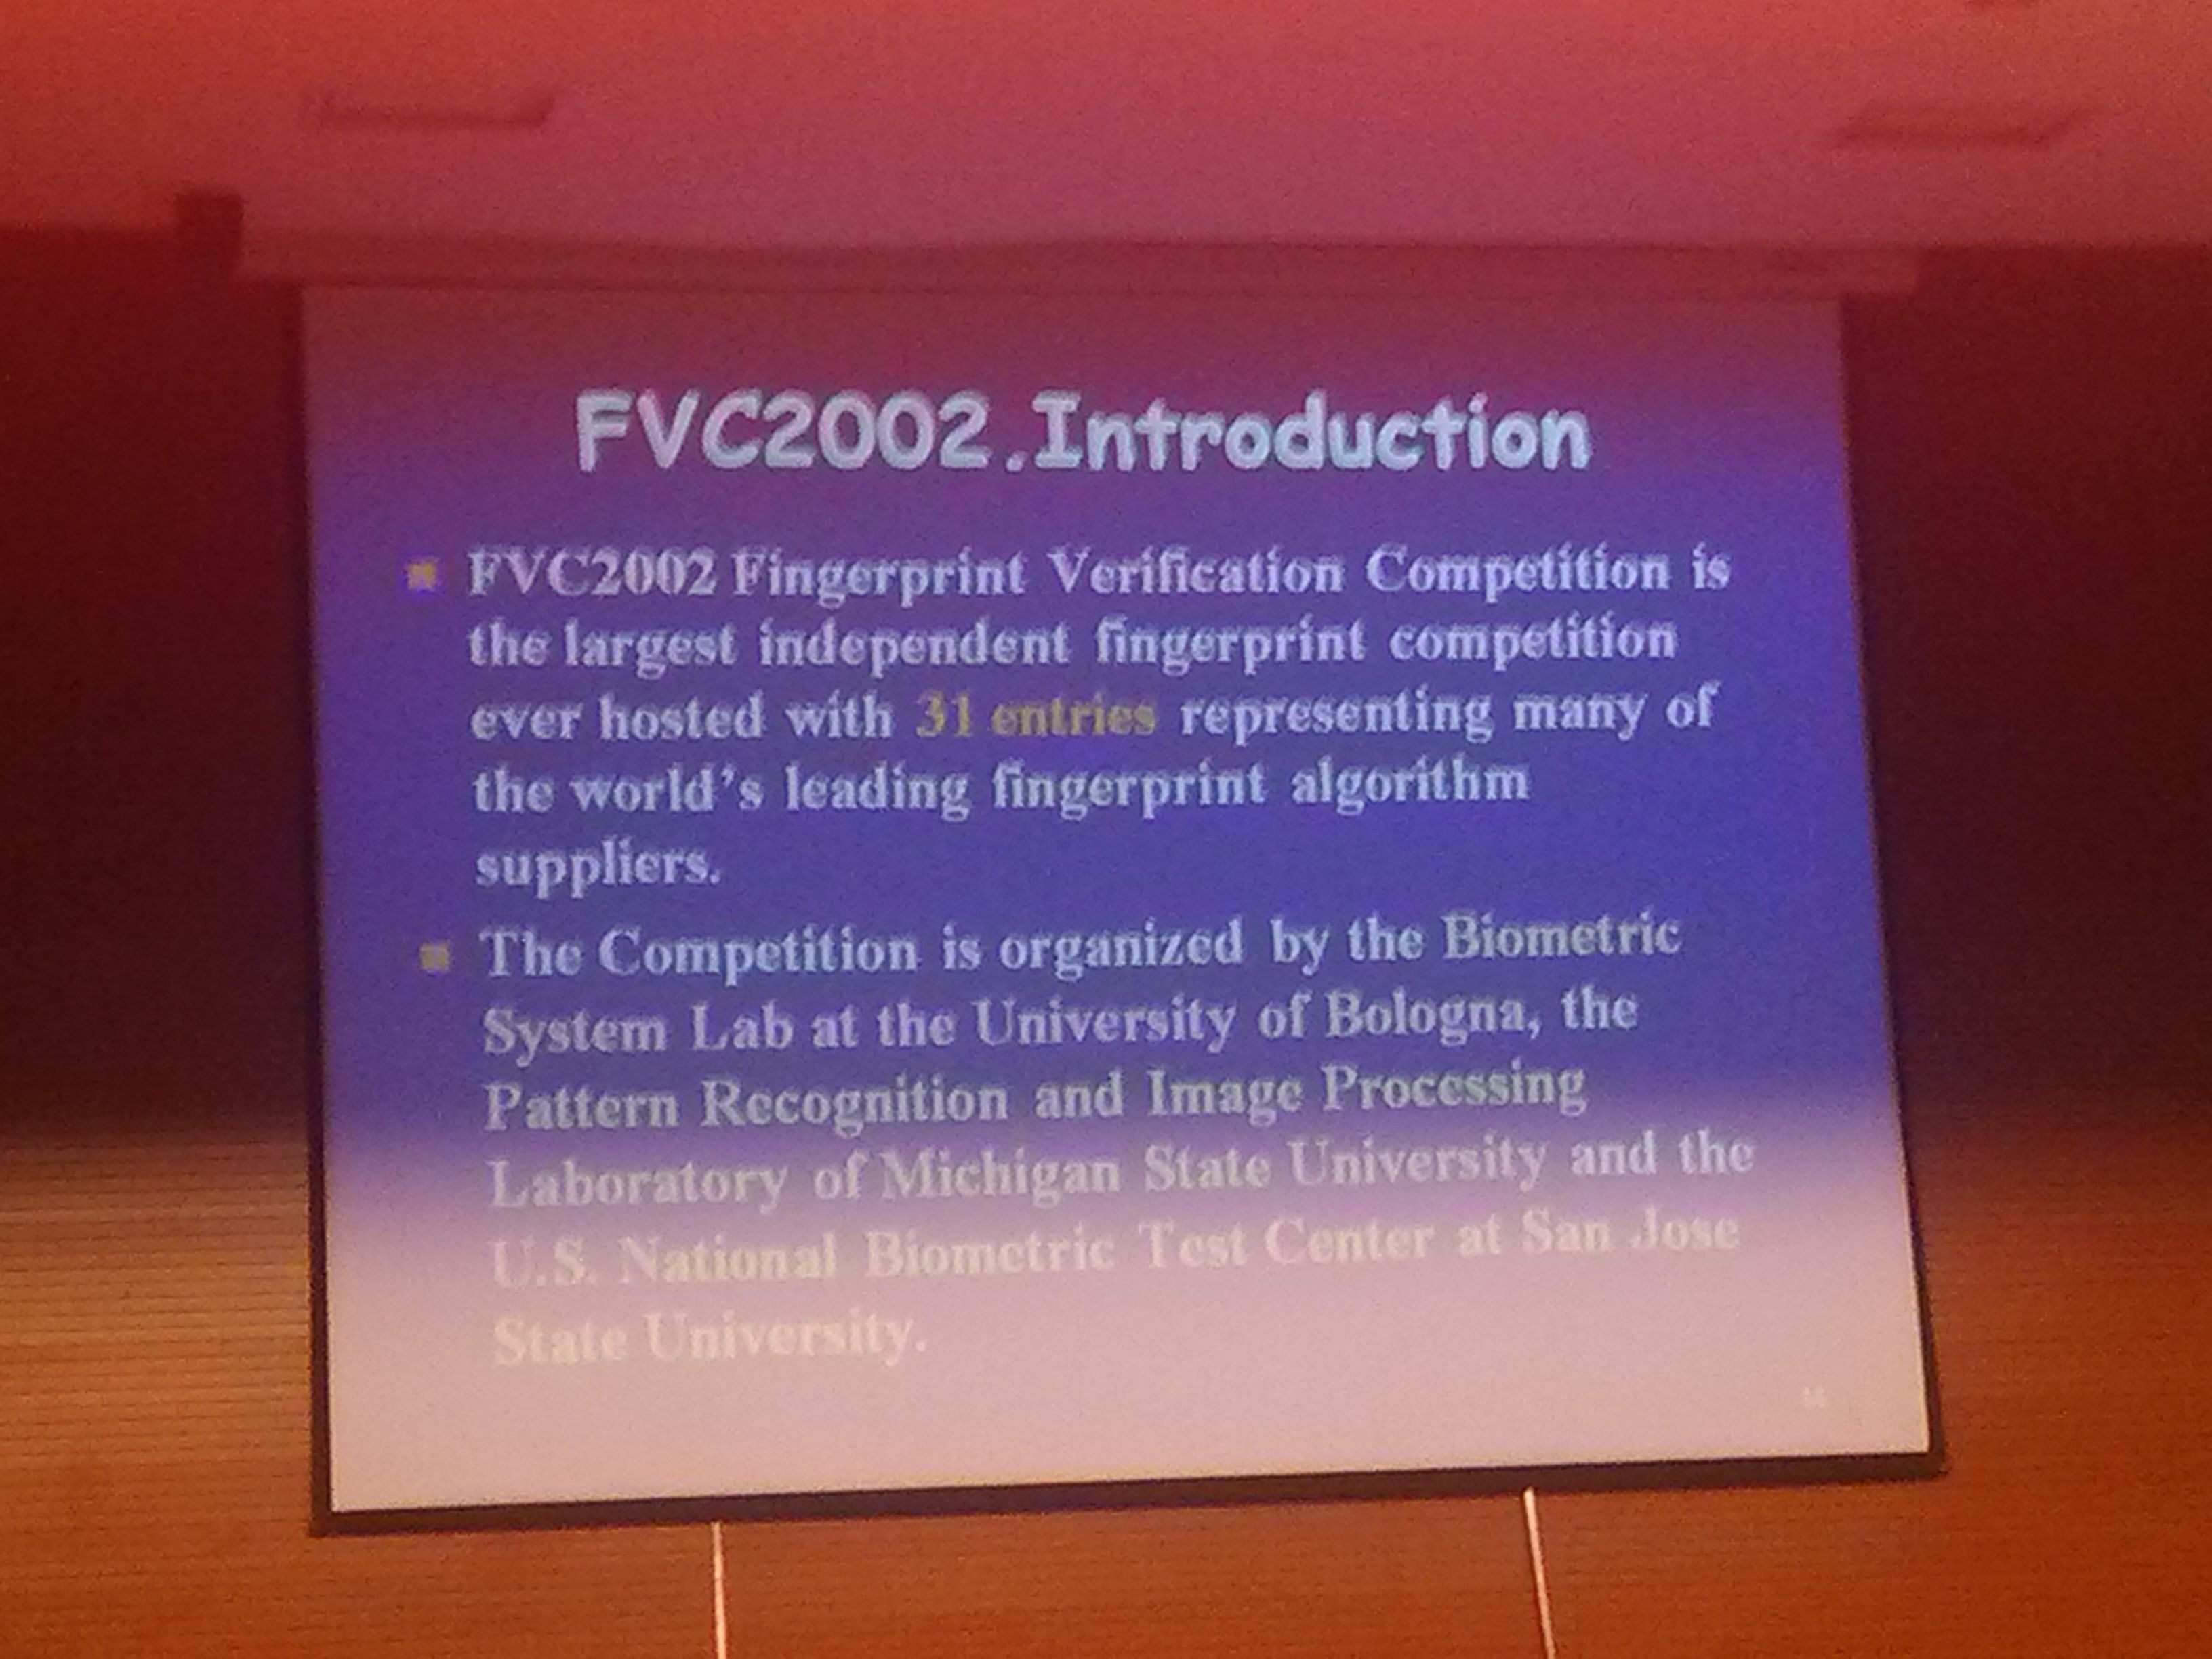 FVC2002.Introduction
FVC2002 Fingerprint Verification Competition is
the largest independent fingerprint competition
ever hosted with 31 entries representing many of
the world's leading fingerprint algorithm
suppliers.
The Competition is organized by the Biometric
System Lab at the University of Bologna, the
Pattern Recognition and Image Processing
Laboratory of Michigan State University and the
U.S. National Biometric Test Center at San Jose
State University.